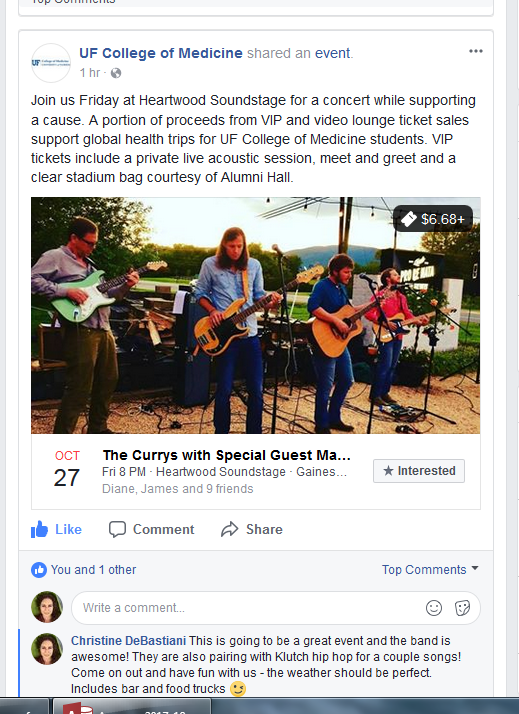 Top Comments
UF College of Medicine shared an event.
1 hr ·
Join us Friday at Heartwood Soundstage for a concert while supporting
a cause. A portion of proceeds from VIP and video lounge ticket sales
support global health trips for UF College of Medicine students. VIP
tickets include a private live acoustic session, meet and greet and a
clear stadium bag courtesy of Alumni Hall.
$6.68+
OCT
27
The Currys with Special Guest Ma...
Fri 8 PM · Heartwood Soundstage · Gaines...
Diane, James and 9 friends
Interested
Like Comment Share
You and 1 other
Top Comments
Write a comment...
Christine DeBastiani This is going to be a great event and the band is
awesome! They are also pairing with Klutch hip hop for a couple songs!
Come on out and have fun with us - the weather should be perfect.
Includes bar and food trucks